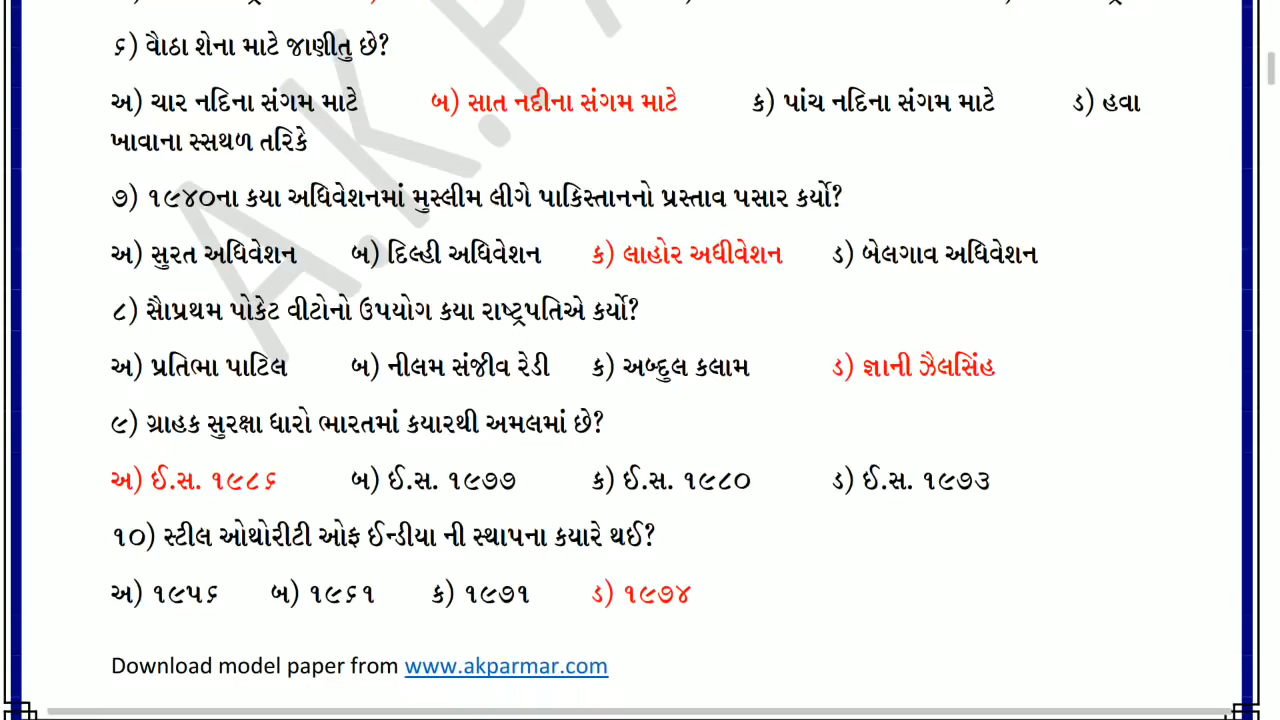 ૬) વૌઠા શેના માટે જાણીતુ છે?
અ) ચાર નદિના સંગમ માટે બ) સાત નદીના સંગમ માટે ક) પાંચ નદિના સંગમ માટે ડ) હવા
ખાવાના સ્સથળ તરિકે
૭) ૧૯૪૦ના કયા અધિવેશનમાં મુસ્લીમ લીગે પાકિસ્તાનનો પ્રસ્તાવ પસાર કર્યો?
અ) સુરત અધિવેશન બ) દિલ્હી અધિવેશન ક) લાહોર અધીવેશન ડ) બેલગાવ અધિવેશન
૮) સૌપ્રથમ પોકેટ વીટોનો ઉપયોગ કયા રાષ્ટ્રપતિએ કર્યો?
અ) પ્રતિભા પાટિલ બ) નીલમ સંજીવ રેડી ક) અબ્દુલ કલામ ડ) જ્ઞાની ઝૈલસિંહ
૯) ગ્રાહક સુરક્ષા ધારો ભારતમાં કયારથી અમલમાં છે?
અ) ઈ.સ. ૧૯૮૬ બ) ઈ.સ. ૧૯૭૭ ક) ઈ.સ. ૧૯૮૦ ડ) ઈ.સ. ૧૯૭૩
૧૦) સ્ટીલ ઓથોરીટી ઓફ ઈન્ડીયા ની સ્થાપના કયારે થઈ?
અ) ૧૯૫૬ બ) ૧૯૬૧ ક) ૧૯૭૧ ડ) ૧૯૭૪
Download model paper from www.akparmar.com